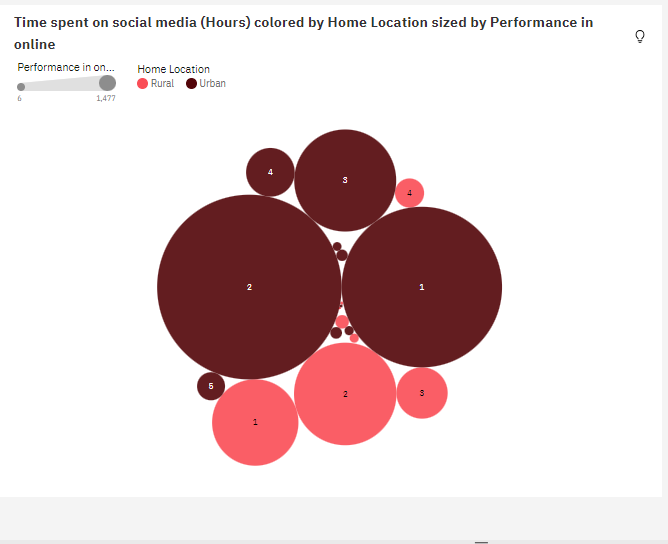 Time spent on social media (Hours) colored by Home Location sized by Performance in
online
Performance in on...
Home Location
Rural
Urban
6
1,477
4
3
4
2
1
5
1
2
3